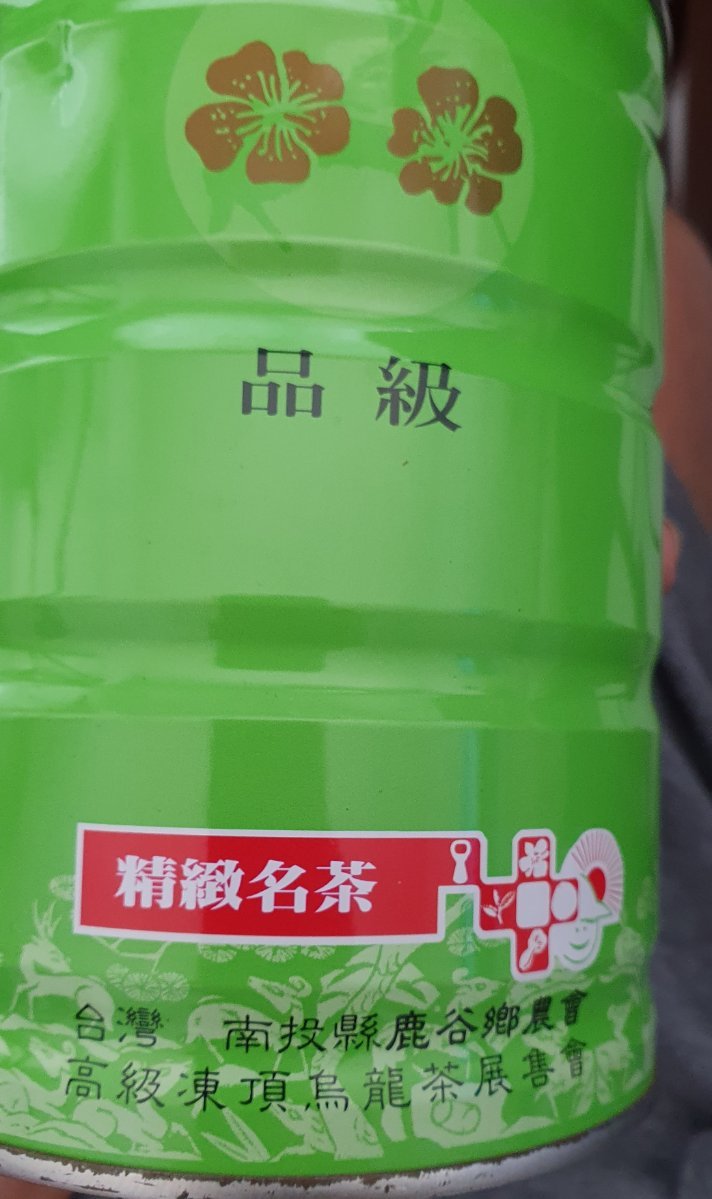 品級
精緻名茶
台灣 南投縣鹿谷鄉農會
高級凍頂烏龍茶展售會